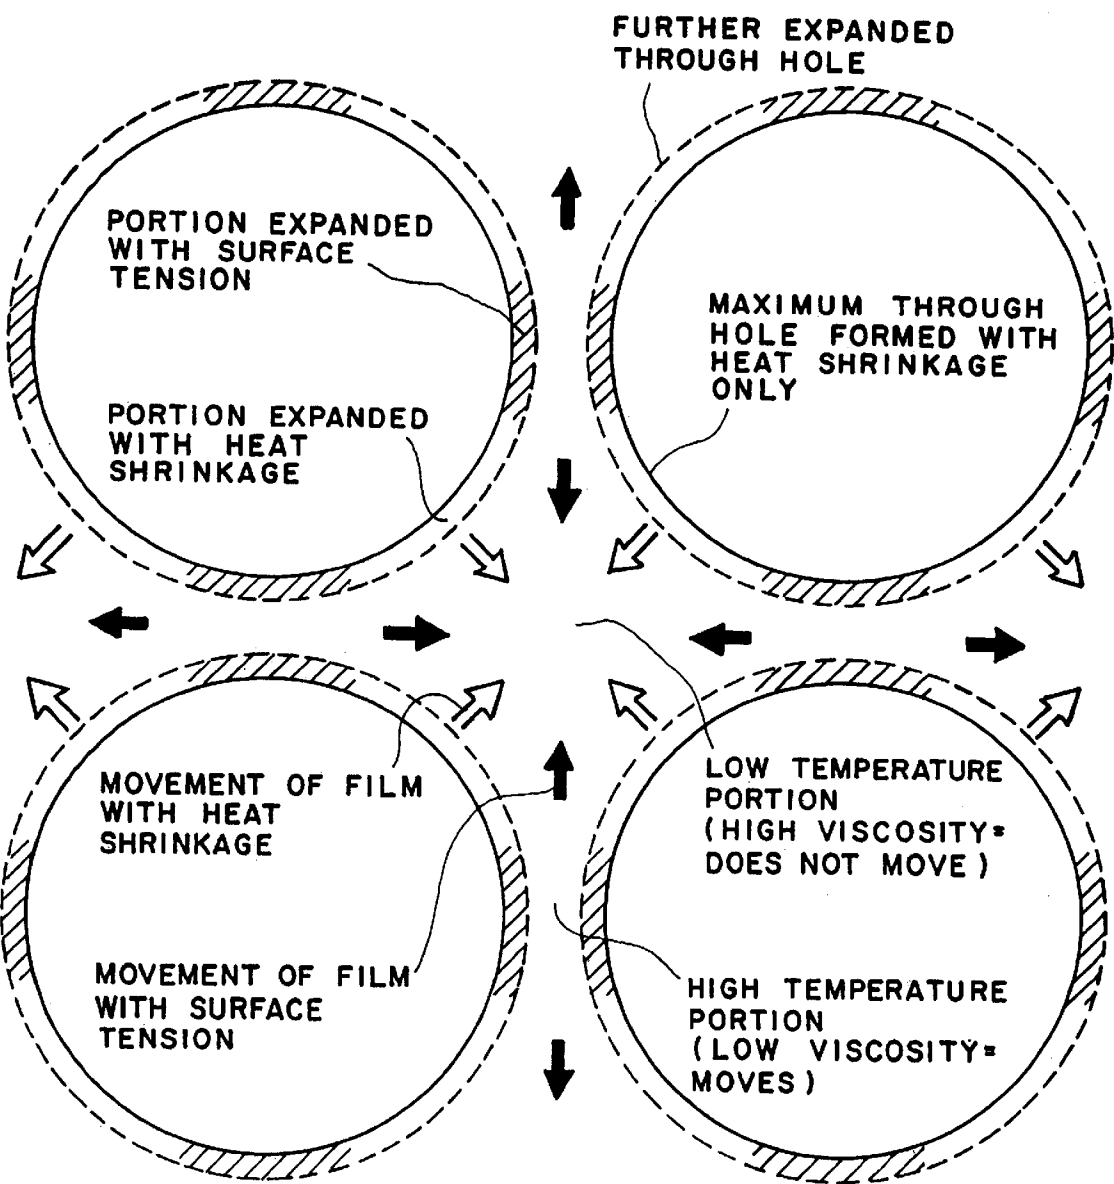 FURTHER EXPANDED
THROUGH HOLE
PORTION EXPANDED
WITH SURFACE
TENSION
MAXIMUM THROUGH
HOLE FORMED WITH
HEAT SHRINKAGE
ONLY
PORTION EXPANDED
WITH HEAT
SHRINKAGE
MOVEMENT OF FILM
WITH HEAT
SHRINKAGE
LOW TEMPERATURE
PORTION
(HIGH VISCOSITY=
DOES NOT MOVE)
MOVEMENT OF FILM
WITH SURFACE
TENSION
HIGH TEMPERATURE
PORTION
(LOW VISCOSITY=
MOVES)